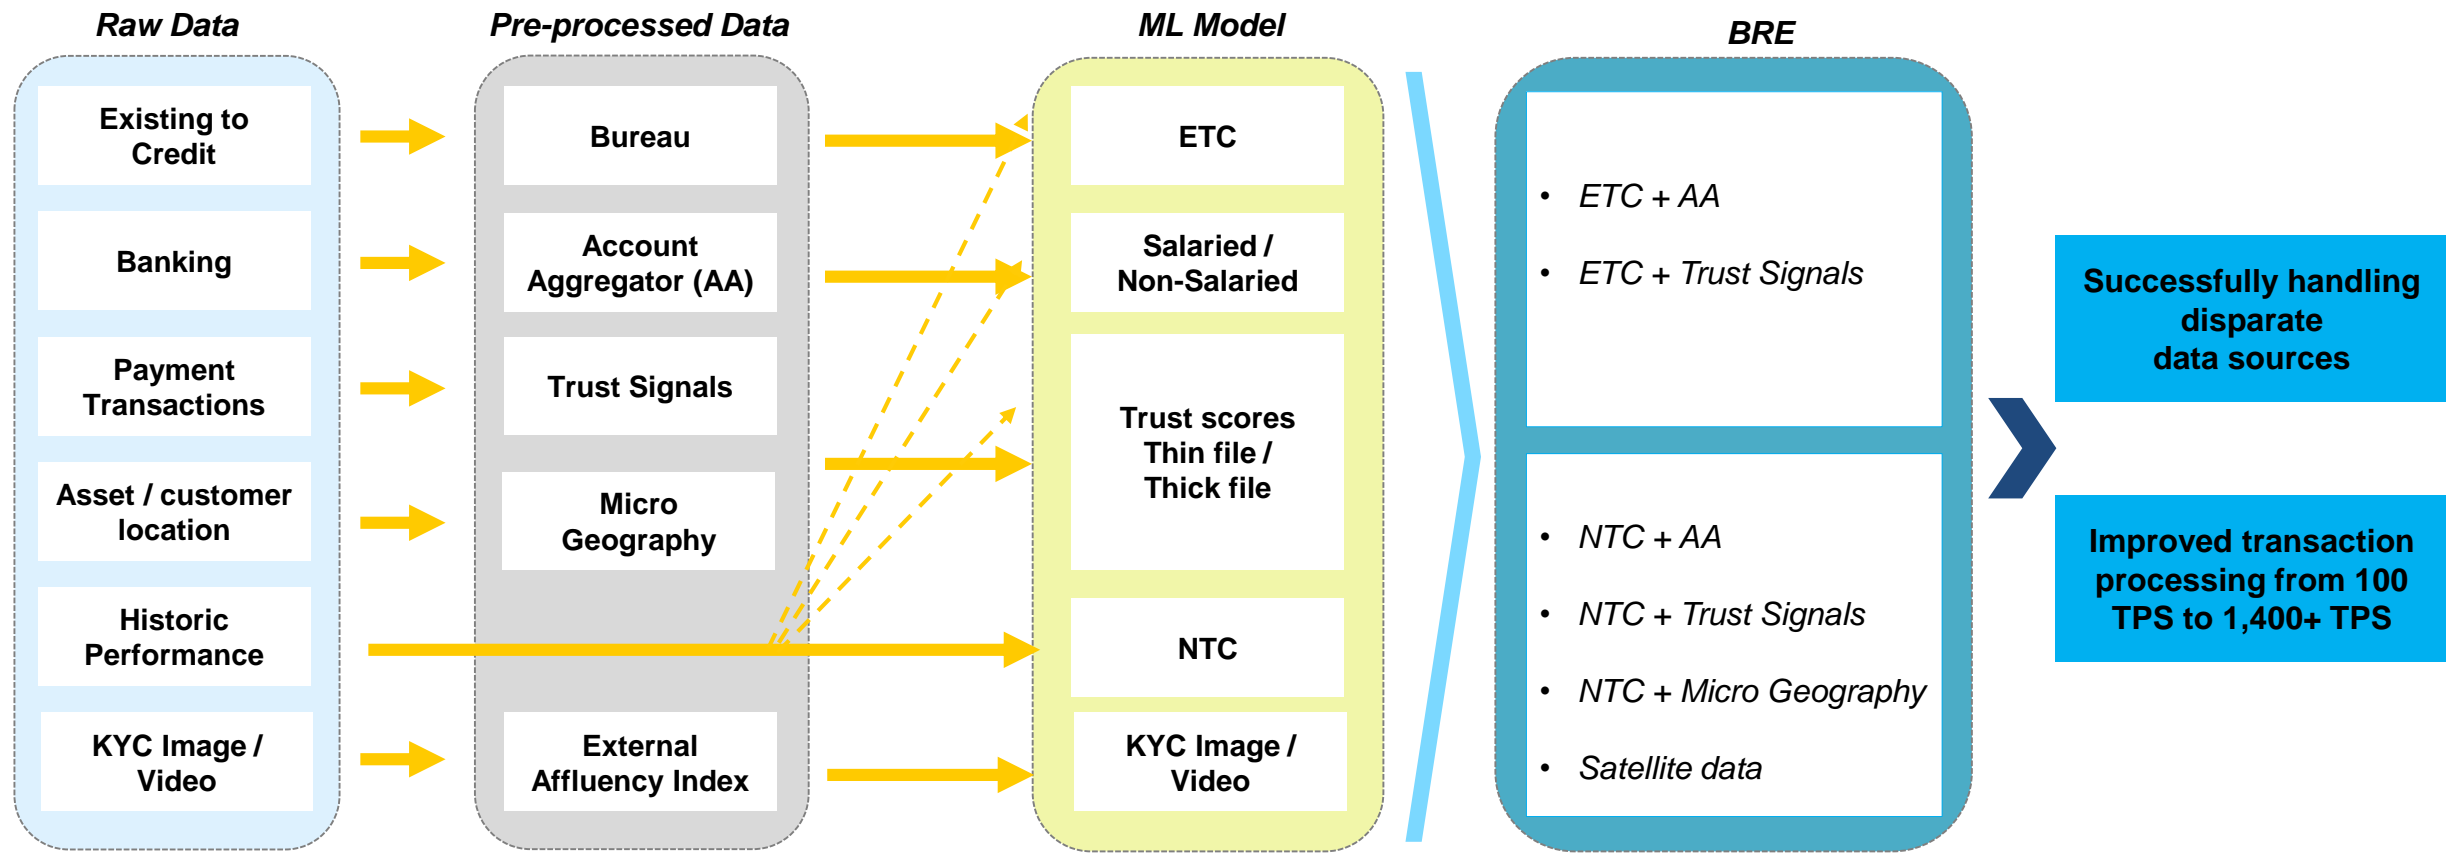 Raw Data
Existing to
Credit
Banking
Payment
Transactions
Asset / customer
location
Historic
Performance
KYC Image /
Video
Pre-processed Data
Bureau
Account
Aggregator (AA)
Trust Signals
Micro
Geography
External
Affluency Index
ML Model
ETC
Salaried /
Non-Salaried
Trust scores
Thin file /
Thick file
NTC
KYC Image /
Video
BRE
• ETC + AA
• ETC + Trust Signals
• NTC + AA
• NTC + Trust Signals
• NTC + Micro Geography
• Satellite data
Successfully handling
disparate
data sources
Improved transaction
processing from 100
TPS to 1,400+ TPS